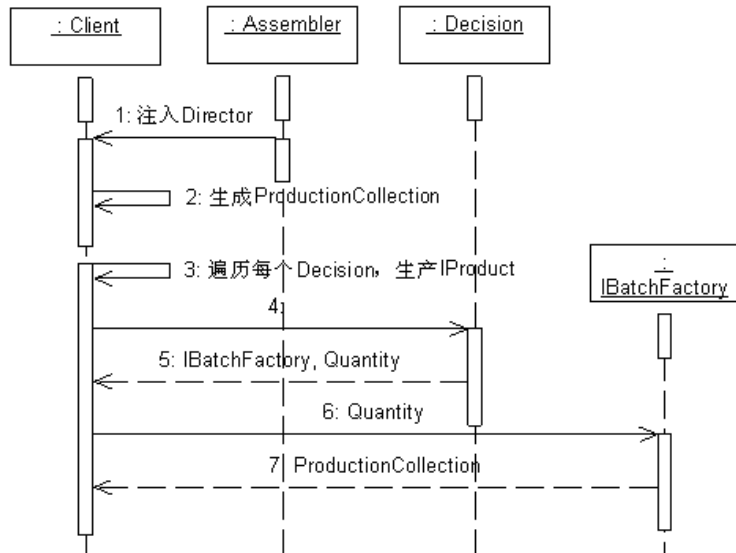 : Client
: Assembler
: Decision
1: 注入Director
2: 生成ProductionCollection
3: 遍历每个Decision，生产IProduct
:
IBatchFactory
4:
5: IBatchFactory, Quantity
6: Quantity
7 ProductionCollection